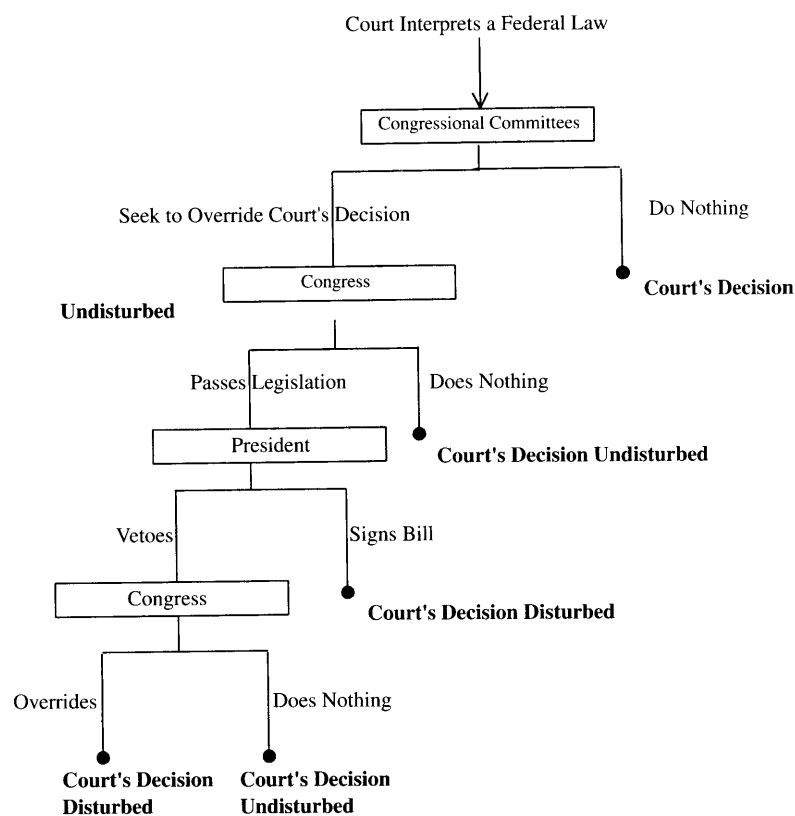 Court Interprets a Federal Law
Congressional Committees
Seek to Override Court's Decision
Do Nothing
Congress
Court's Decision
Undisturbed
Passes Legislation
Does Nothing
President
Court's Decision Undisturbed
Vetoes
Signs Bill
Congress
Court's Decision Disturbed
Overrides
Does Nothing
Court's Decision
Disturbed
Court's Decision
Undisturbed